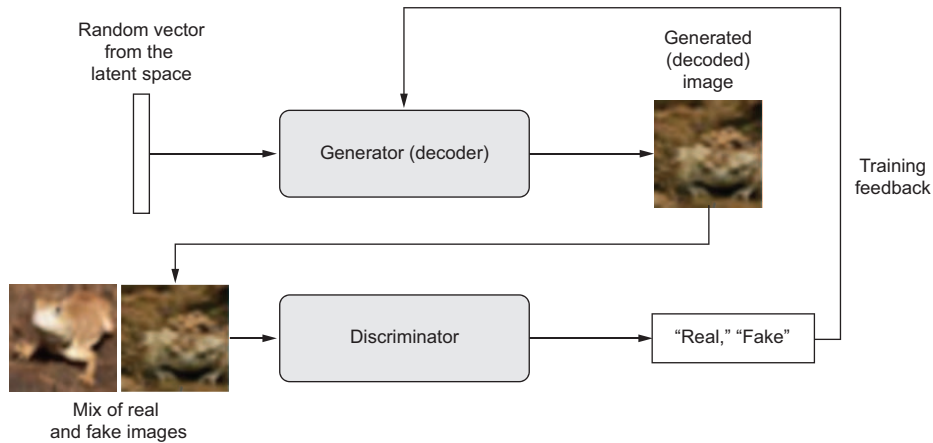 Random vector
from the
latent space
Generator (decoder)
Generated
(decoded)
image
Training
feedback
Mix of real
and fake images
Discriminator
“Real,” “Fake”